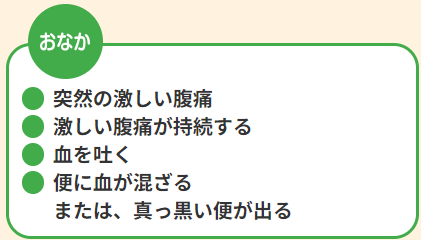 おなか
突然の激しい腹痛
激しい腹痛が持続する
血を吐く
便に血が混ざる
または、真っ黒い便が出る